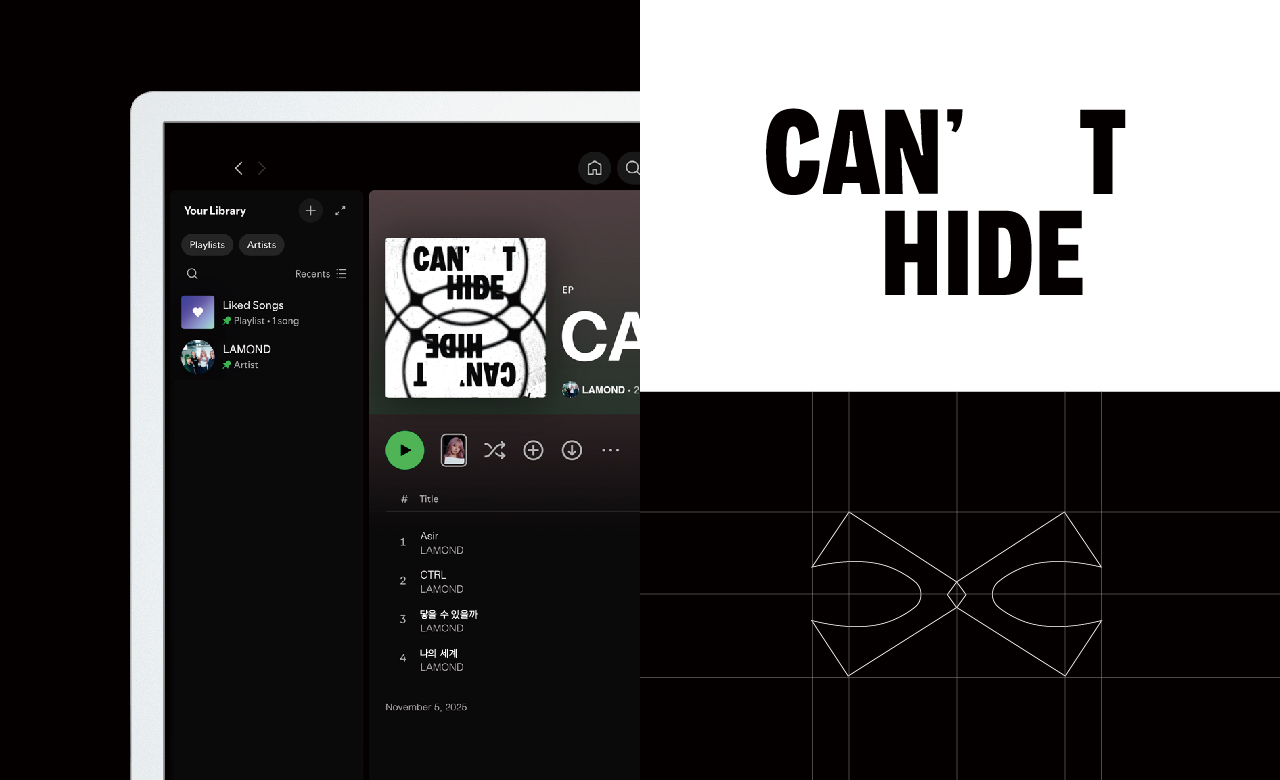 Your Library
Playlists
Artists
Recents
Liked Songs
Playlist • 1 song
LAMOND
Artist
CAN’ T
HIDE
HIDE
CAN’ T
EP
CA
LAMOND • 2
# Title
1 Asir
LAMOND
2 CTRL
LAMOND
3 닿을 수 있을까
LAMOND
4 나의 세계
LAMOND
November 5, 2025
CAN’ T
HIDE